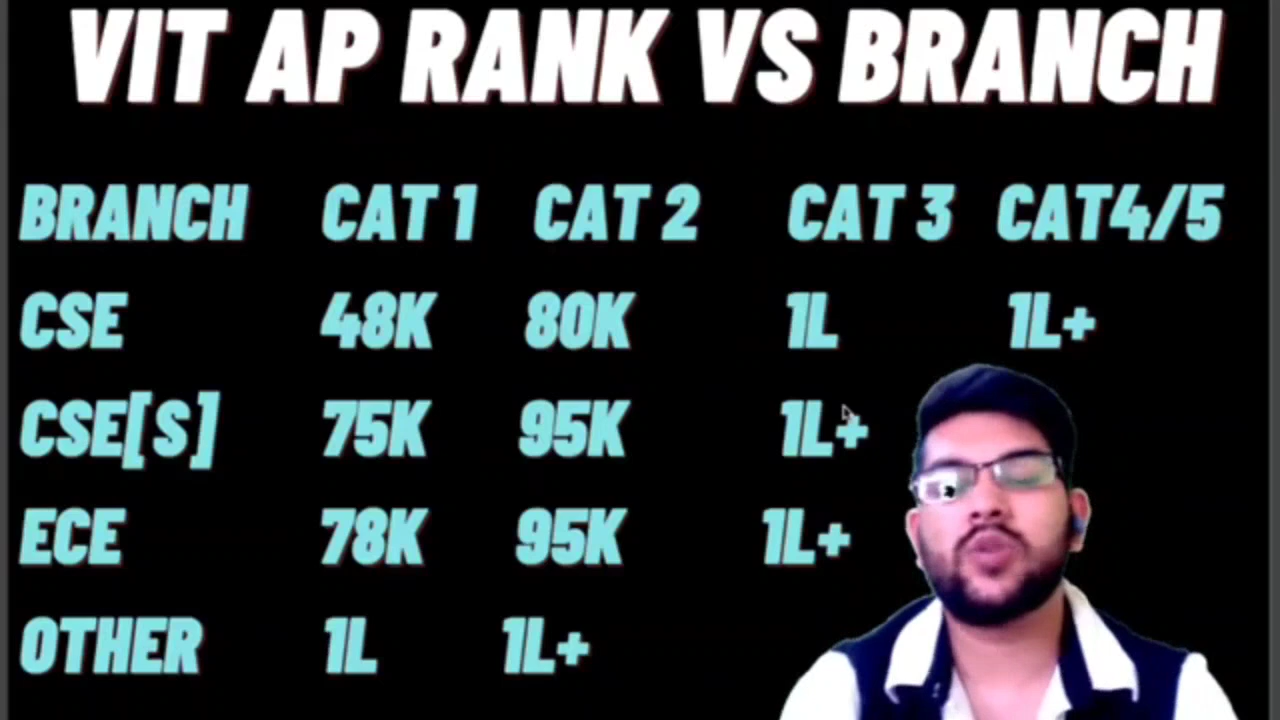 VIT AP RANK VS BRANCH
BRANCH CAT 1 CAT 2 CAT 3 CAT4/5
CSE 48K 80K 1L 1L+
CSE[S] 75K 95K 1L+
ECE 78K 95K 1L+
OTHER 1L 1L+